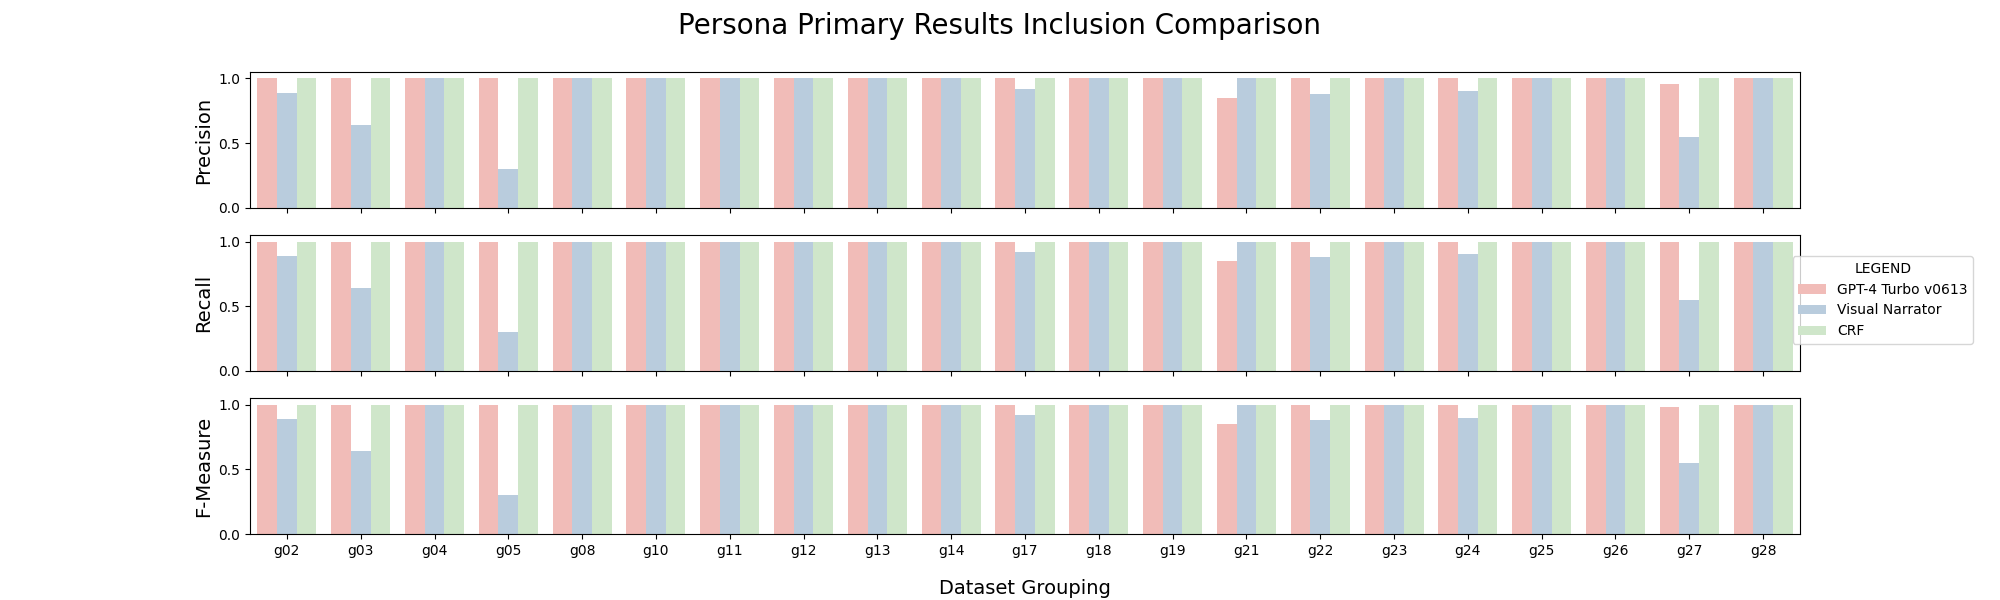 Persona Primary Results Inclusion Comparison
Precision
1.0
0.5
0.0
Recall
1.0
0.5
0.0
F-Measure
1.0
0.5
0.0
g02 g03 g04 g05 g08 g10 g11 g12 g13 g14 g17 g18 g19 g21 g22 g23 g24 g25 g26 g27 g28
Dataset Grouping
LEGEND
GPT-4 Turbo v0613
Visual Narrator
CRF